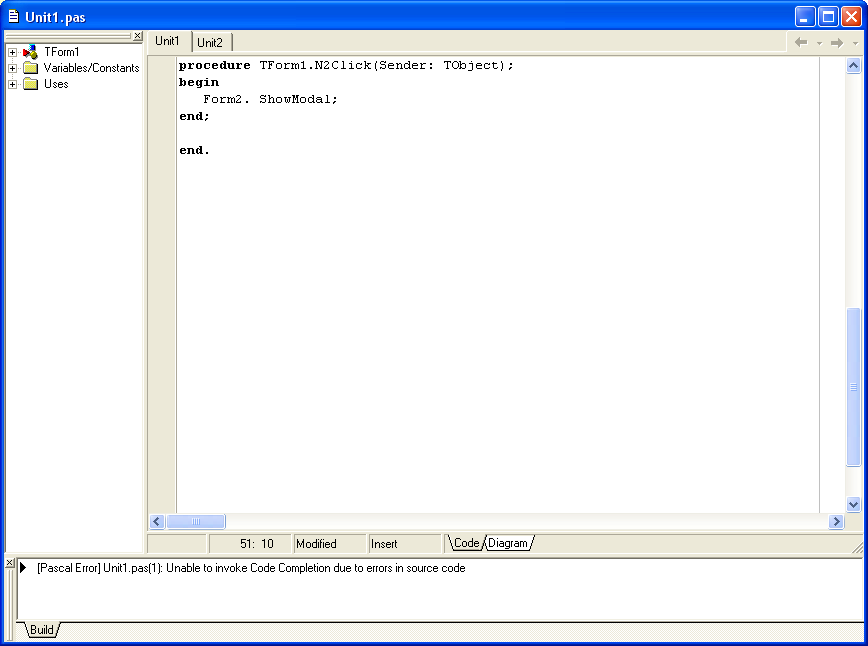 Unit1.pas
TForm1
Variables/Constants
Uses
Unit1 Unit2
procedure TForm1.N2Click(Sender: TObject);
begin
Form2. ShowModal;
end;
end.
51: 10 Modified Insert Code Diagram
[Pascal Error] Unit1.pas(1): Unable to invoke Code Completion due to errors in source code
Build